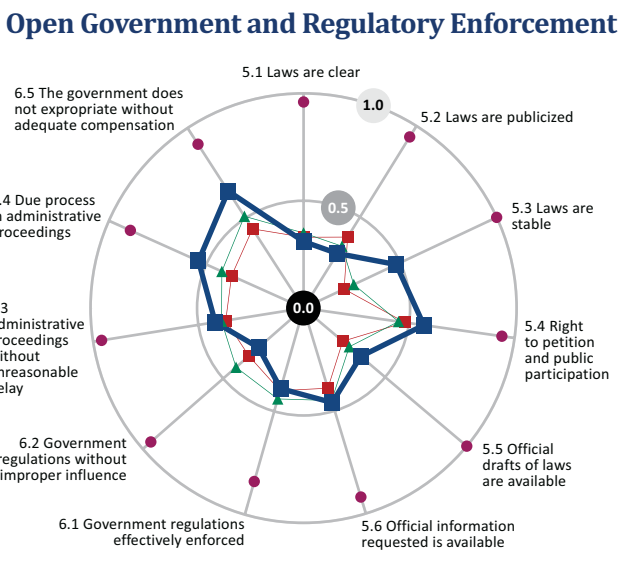 Open Government and Regulatory Enforcement
5.1 Laws are clear
1.0
6.5 The government does
not expropriate without
adequate compensation
5.2 Laws are publicized
.4 Due process
administrative
roceedings
0.5
5.3 Laws are
stable
0.0
3
dministrative
roceedings
ithout
nreasonable
elay
5.4 Right
to petition
and public
participation
6.2 Government
regulations without
improper influence
5.5 Official
drafts of laws
are available
6.1 Government regulations
effectively enforced
5.6 Official information
requested is available